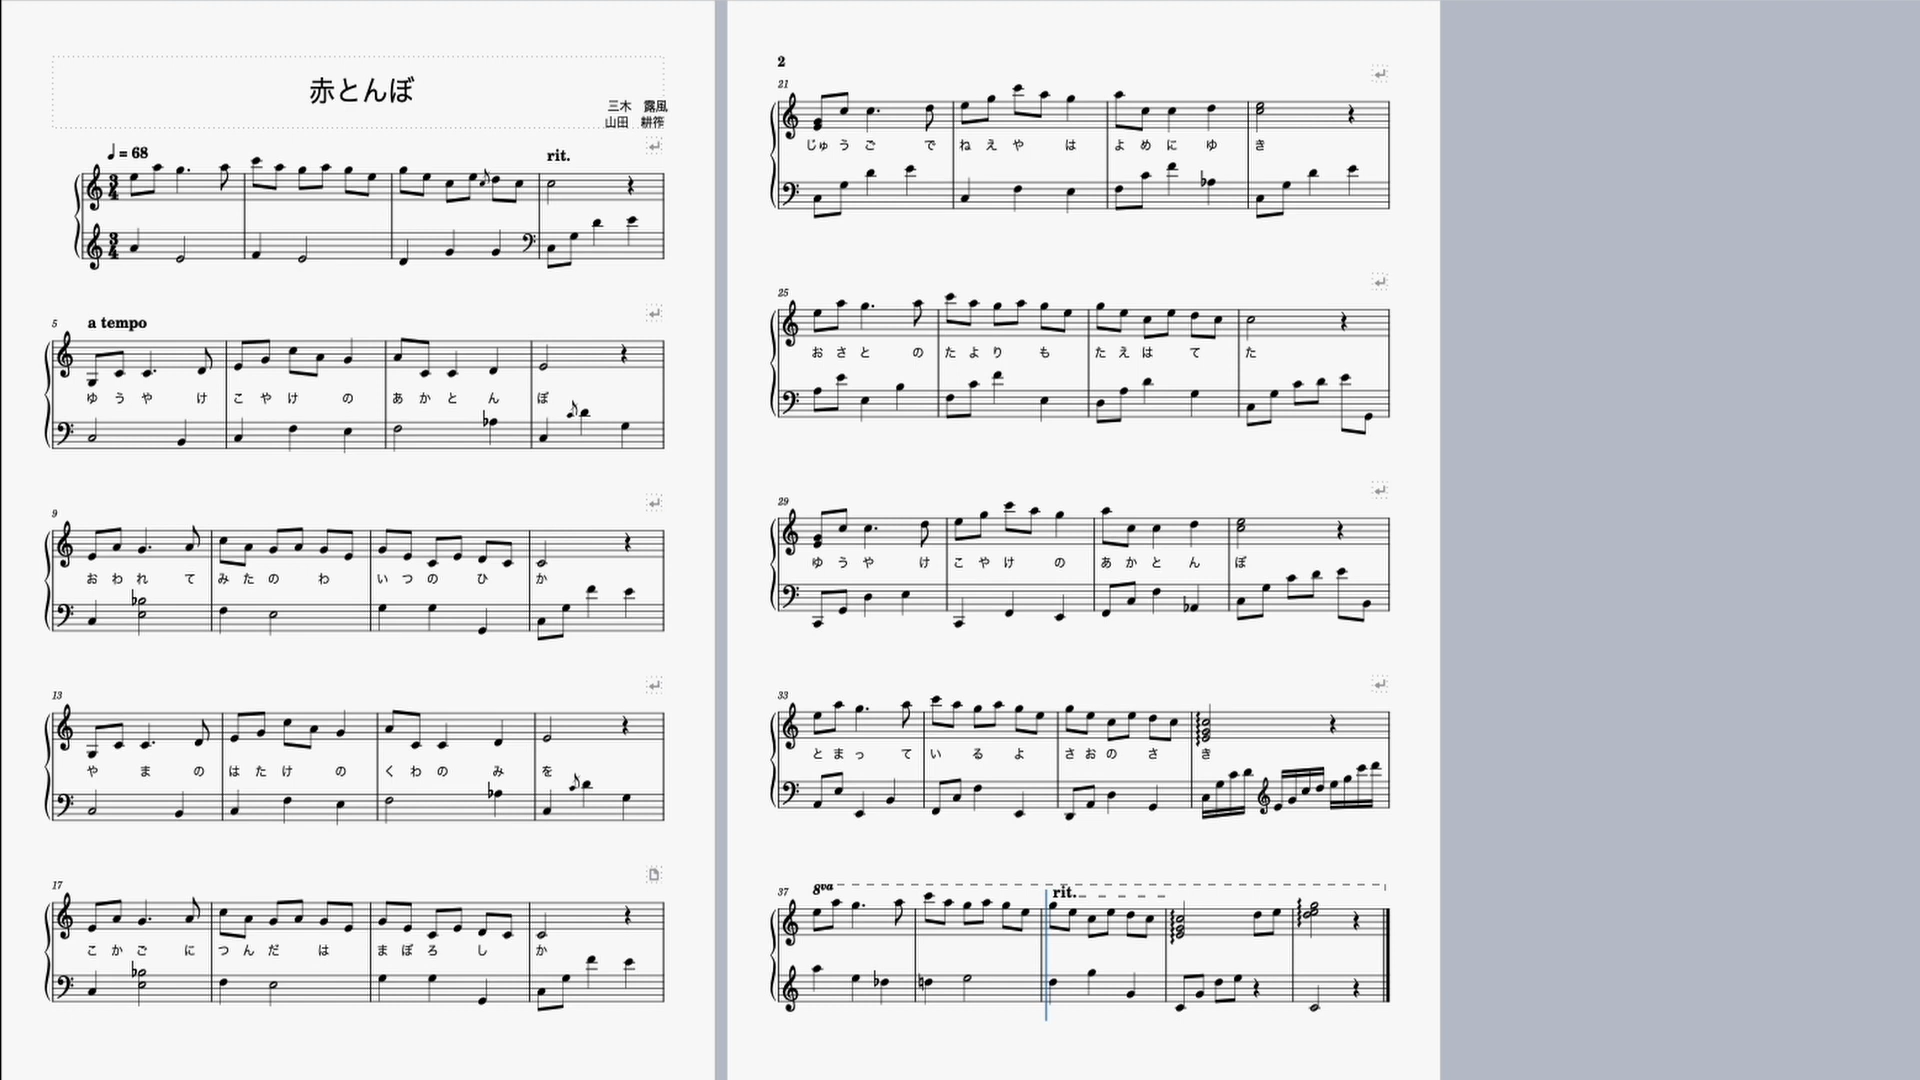 赤とんぼ
三木　露風
山田　耕筰
♩= 68
rit.
3
4
3
4
5
a tempo
ゆ う や け こ や け の あ か と ん ぼ
9
お わ れ て み た の わ い つ の ひ か
13
や ま の は た け の く わ の み を
17
こ か ご に つ ん だ は ま ぼ ろ し か
2
21
じゅ う ご で ね え や は よ め に ゆ き
25
お さ と の た よ り も た え は て た
29
ゆ う や け こ や け の あ か と ん ぼ
33
と ま っ て い る よ さ お の さ き
37
8va
rit.